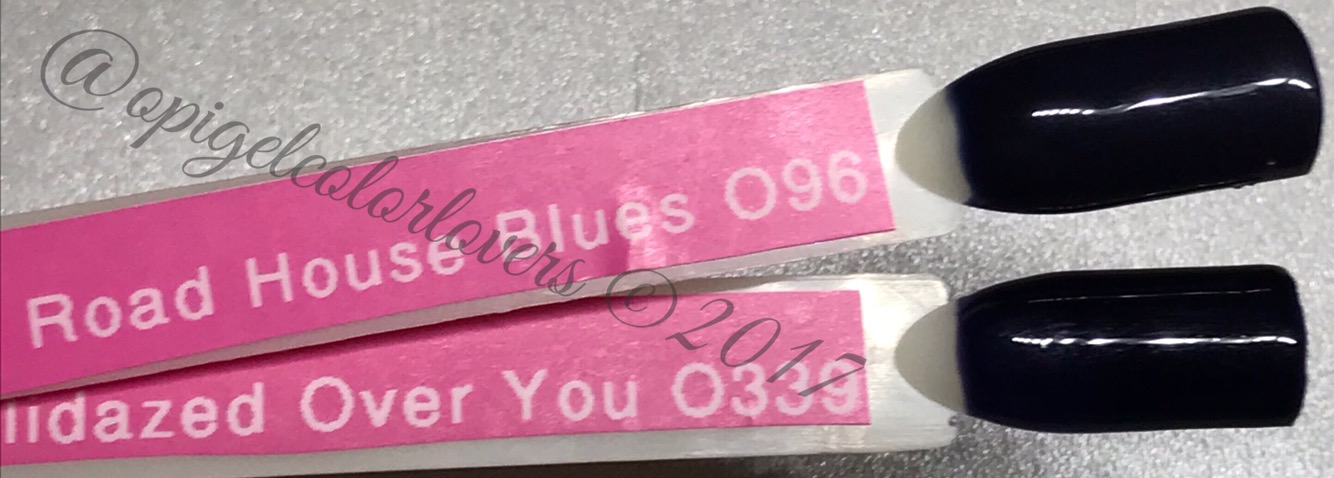 @opigelcolorlovers © 2017
Road House Blues O96
lidazed Over You O339